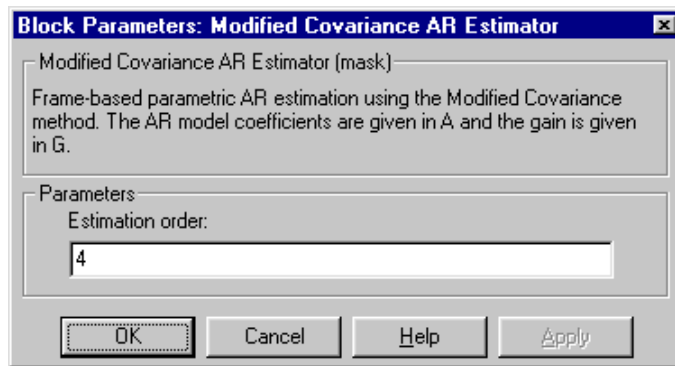 Block Parameters: Modified Covariance AR Estimator
Modified Covariance AR Estimator (mask)
Frame-based parametric AR estimation using the Modified Covariance
method. The AR model coefficients are given in A and the gain is given
in G.
Parameters
Estimation order:
4
OK Cancel Help Apply